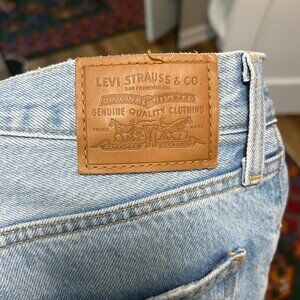 LEVI STRAUSS & CO.
SAN FRANCISCO, CAL.
ORIGINAL RIVETED
GENUINE QUALITY CLOTHING
TRADE MARK